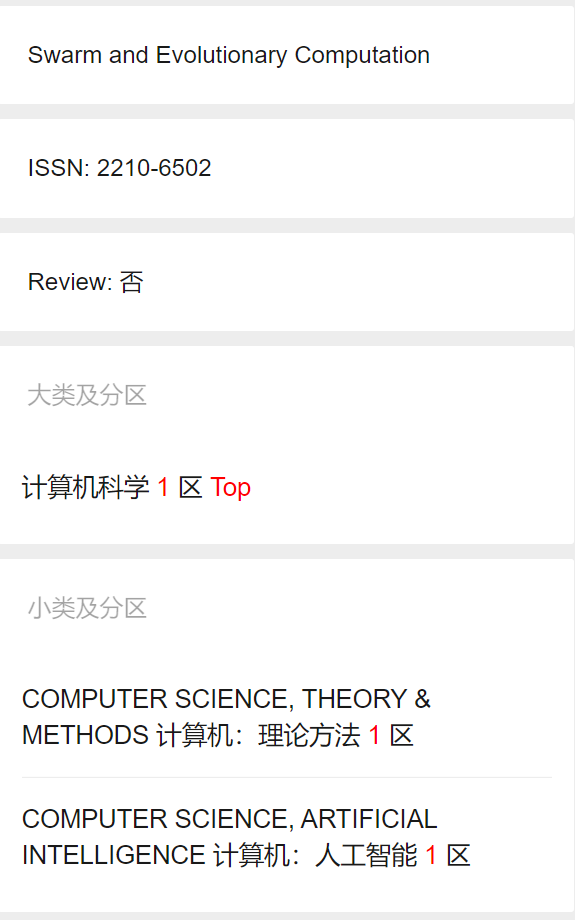 Swarm and Evolutionary Computation
ISSN: 2210-6502
Review: 否
大类及分区
计算机科学 1 区 Top
小类及分区
COMPUTER SCIENCE, THEORY &
METHODS 计算机：理论方法 1 区
COMPUTER SCIENCE, ARTIFICIAL
INTELLIGENCE 计算机：人工智能 1 区